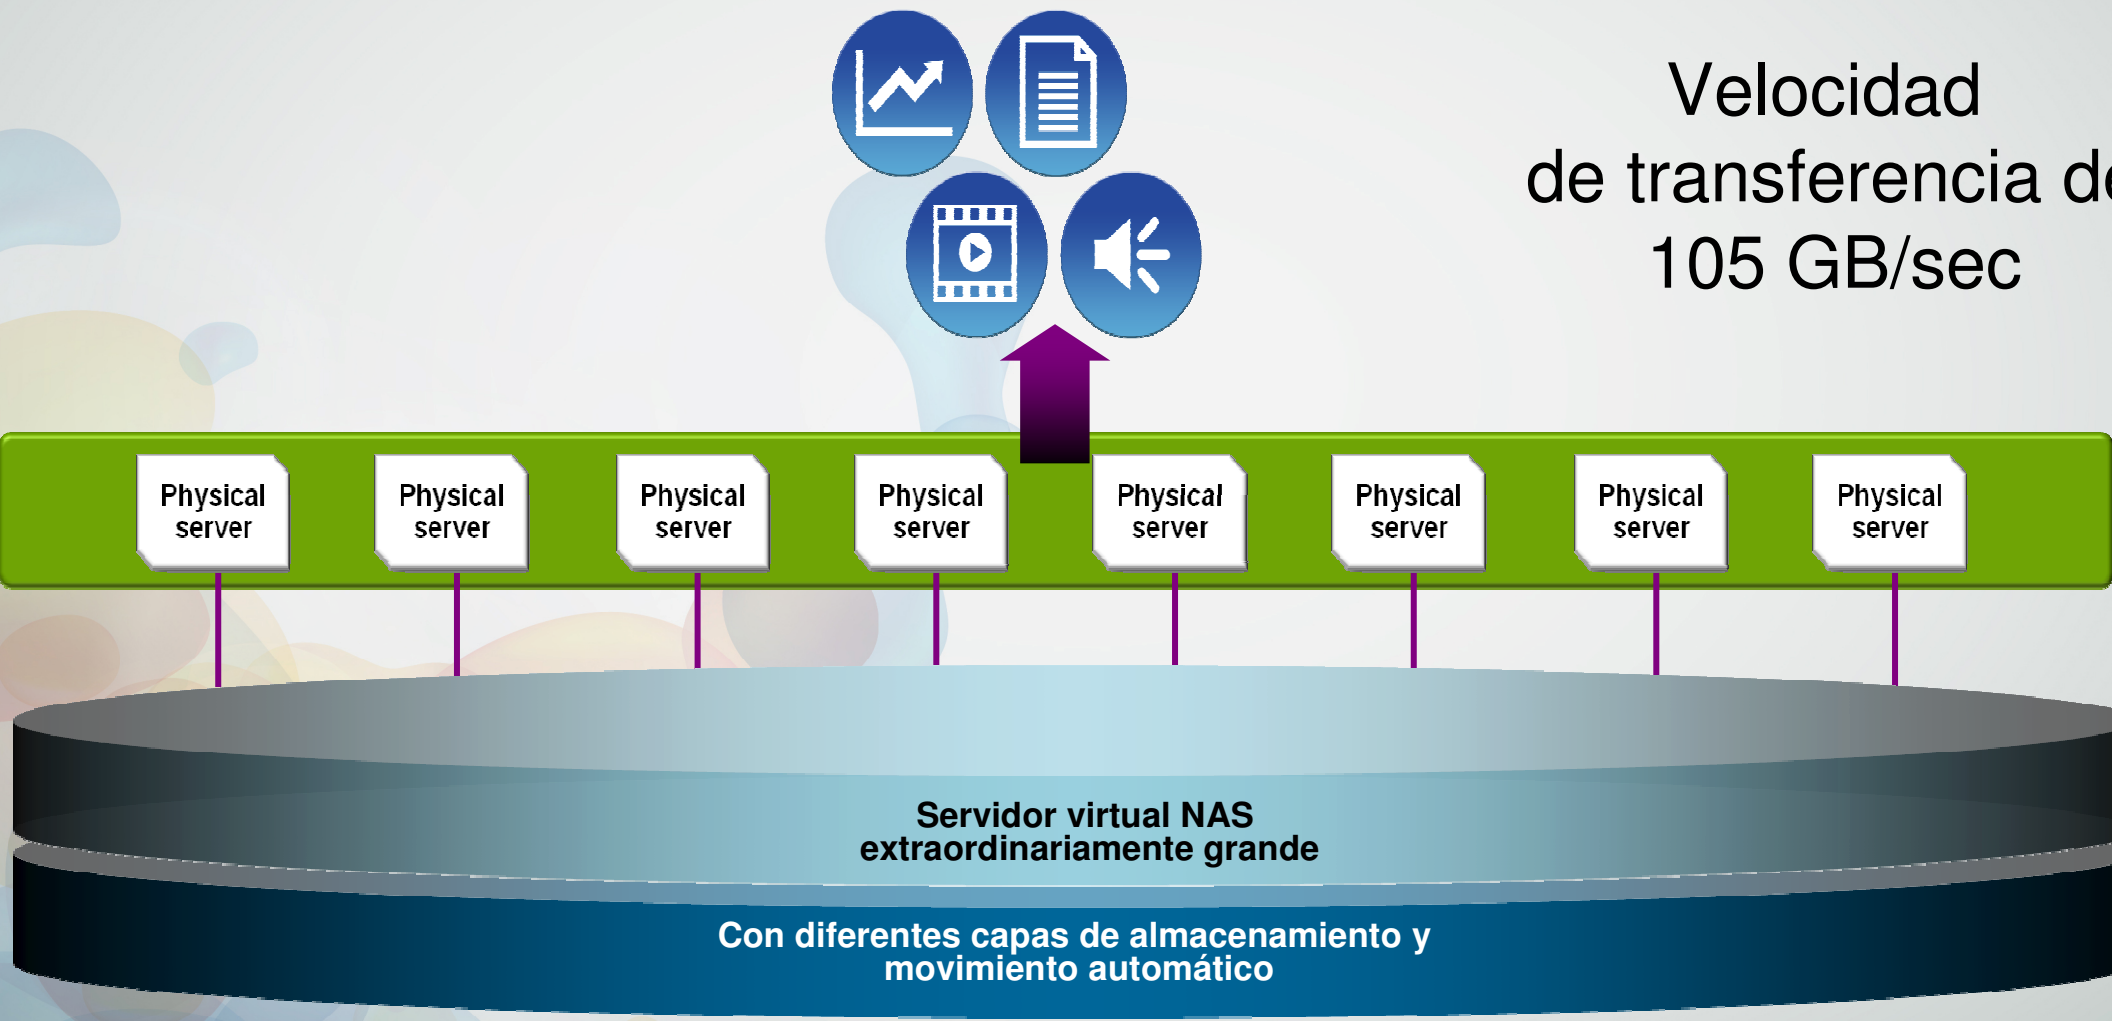 Velocidad
de transferencia de
105 GB/sec
Physical
server
Physical
server
Physical
server
Physical
server
Physical
server
Physical
server
Physical
server
Physical
server
Servidor virtual NAS
extraordinariamente grande
Con diferentes capas de almacenamiento y
movimiento automático